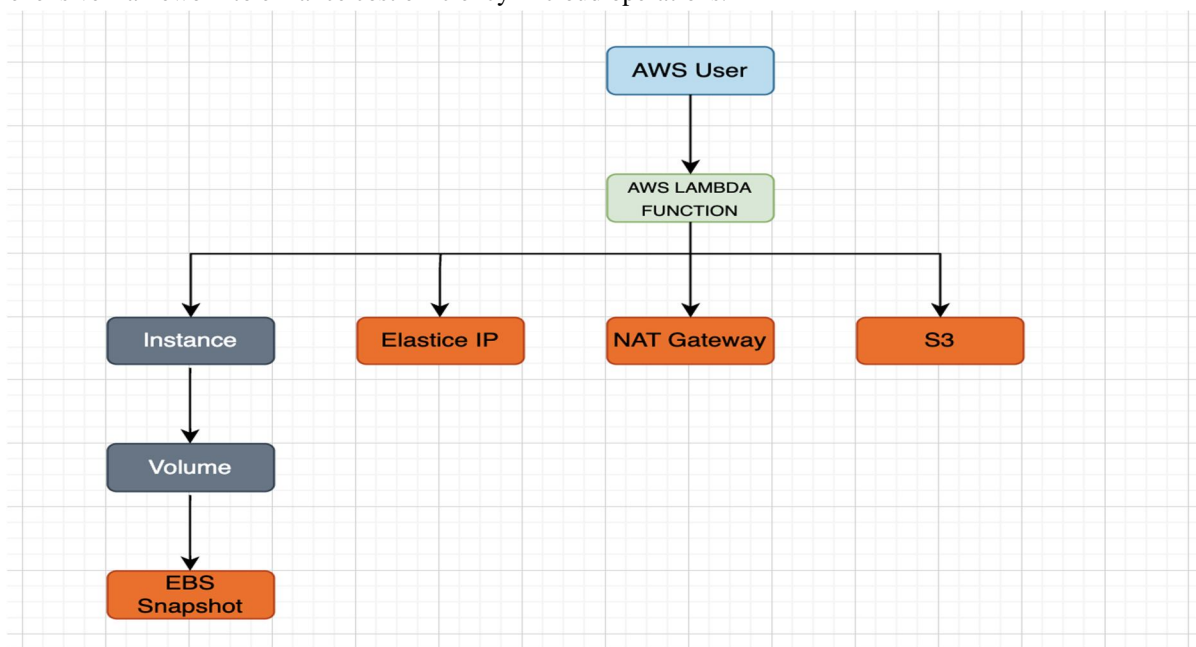 AWS User
AWS LAMBDA
FUNCTION
Instance
Elastice IP
NAT Gateway
S3
Volume
EBS
Snapshot